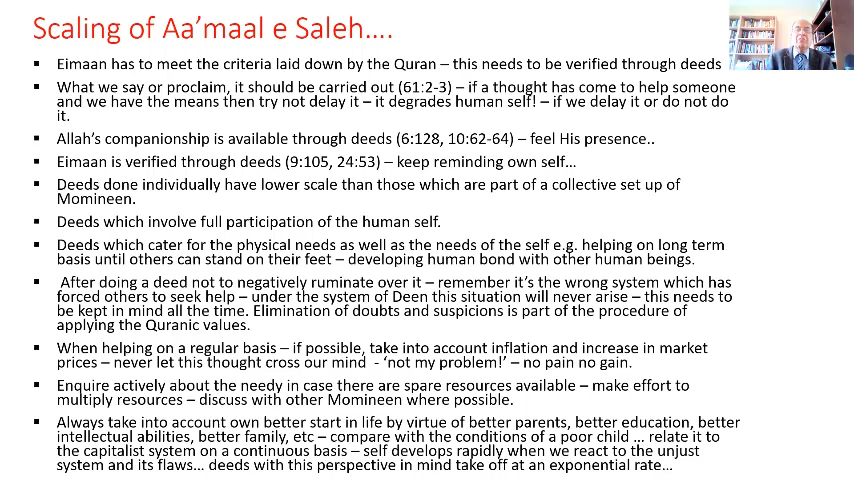 Scaling of Aa’maal e Saleh….
▪ Eimaan has to meet the criteria laid down by the Quran – this needs to be verified through deeds
▪ What we say or proclaim, it should be carried out (61:2-3) – if a thought has come to help someone
and we have the means then try not delay it – it degrades human self! – if we delay it or do not do
it.
▪ Allah’s companionship is available through deeds (6:128, 10:62-64) – feel His presence..
▪ Eimaan is verified through deeds (9:105, 24:53) – keep reminding own self…
▪ Deeds done individually have lower scale than those which are part of a collective set up of
Momineen.
▪ Deeds which involve full participation of the human self.
▪ Deeds which cater for the physical needs as well as the needs of the self e.g. helping on long term
basis until others can stand on their feet – developing human bond with other human beings.
▪ After doing a deed not to negatively ruminate over it – remember it’s the wrong system which has
forced others to seek help – under the system of Deen this situation will never arise – this needs to
be kept in mind all the time. Elimination of doubts and suspicions is part of the procedure of
applying the Quranic values.
▪ When helping on a regular basis – if possible, take into account inflation and increase in market
prices – never let this thought cross our mind - ‘not my problem!’ – no pain no gain.
▪ Enquire actively about the needy in case there are spare resources available – make effort to
multiply resources – discuss with other Momineen where possible.
▪ Always take into account own better start in life by virtue of better parents, better education, better
intellectual abilities, better family, etc – compare with the conditions of a poor child … relate it to
the capitalist system on a continuous basis – self develops rapidly when we react to the unjust
system and its flaws… deeds with this perspective in mind take off at an exponential rate…